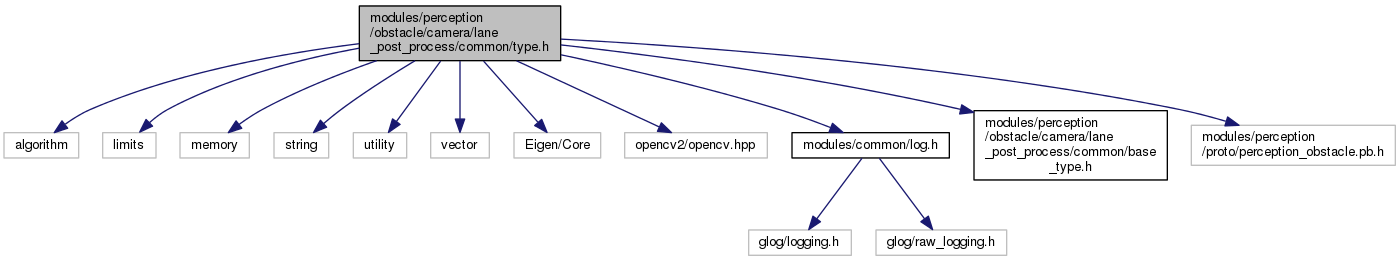 modules/perception
/obstacle/camera/lane
_post_process/common/type.h
algorithm
limits
memory
string
utility
vector
Eigen/Core
opencv2/opencv.hpp
modules/common/log.h
modules/perception
/obstacle/camera/lane
_post_process/common/base
_type.h
modules/perception
/proto/perception_obstacle.pb.h
glog/logging.h
glog/raw_logging.h